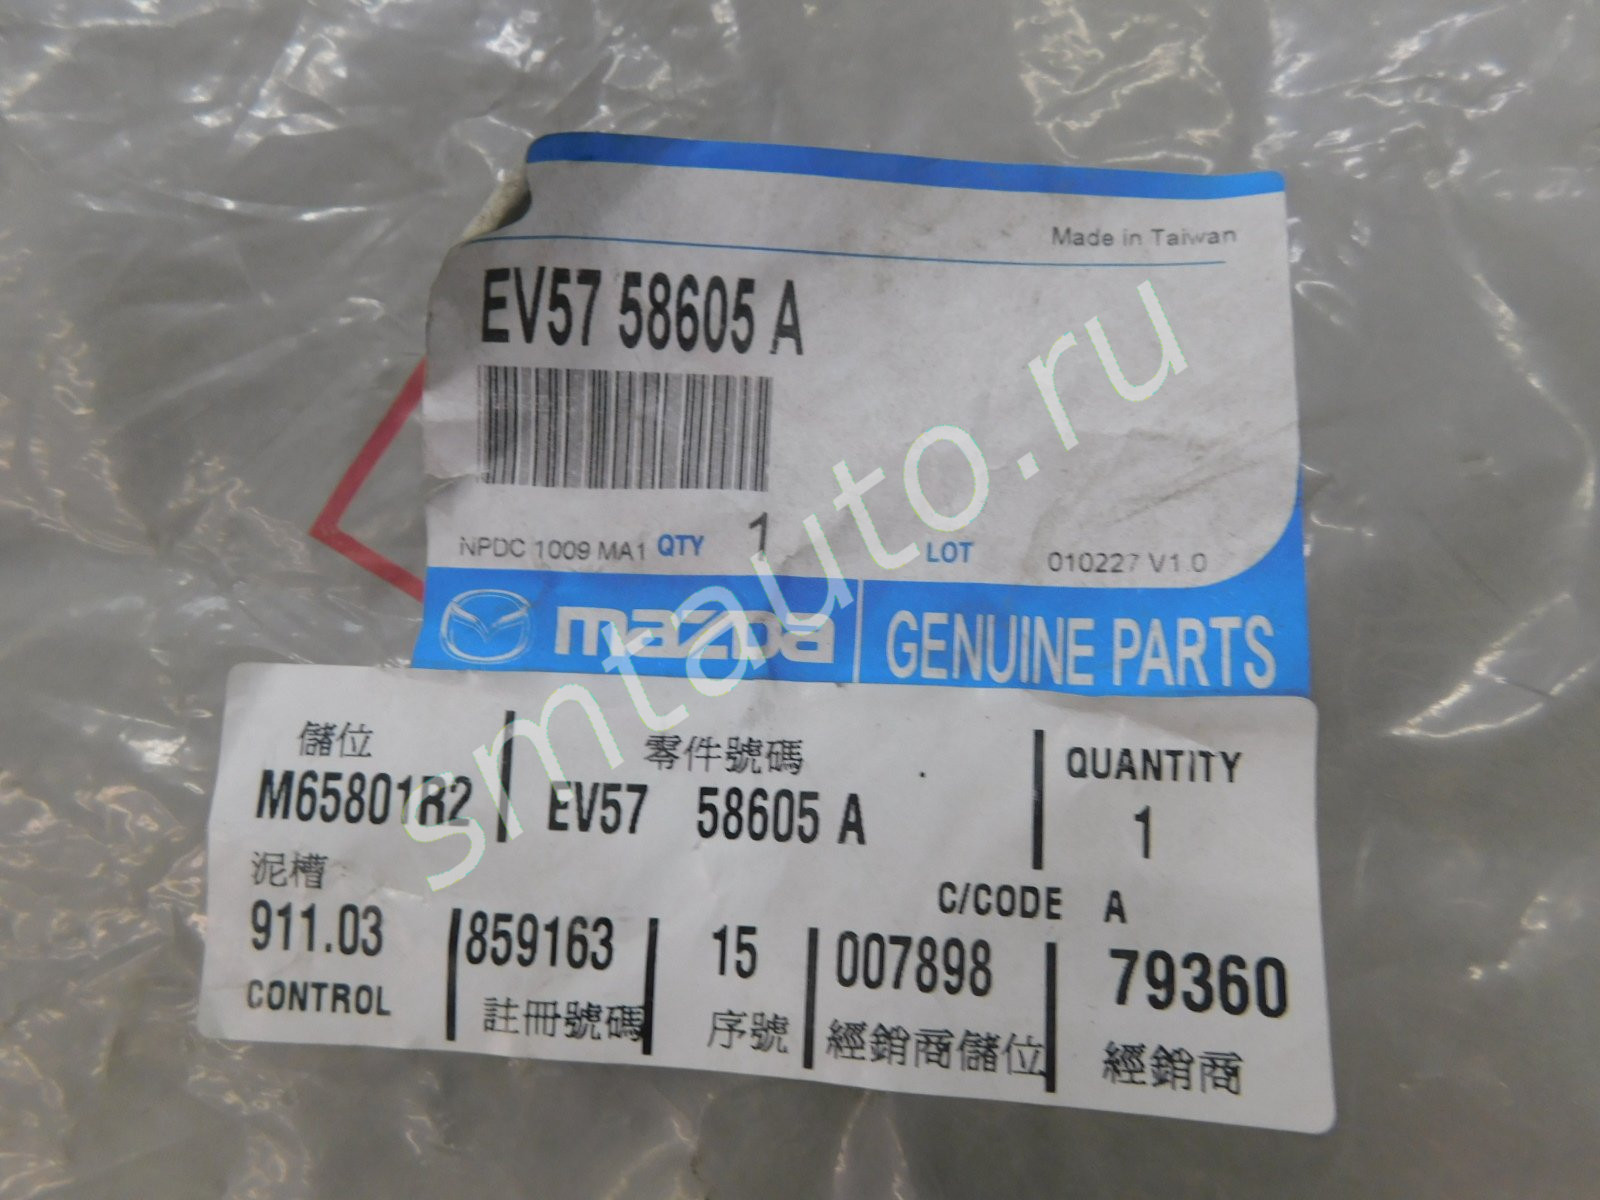 Made in Taiwan
EV57 58605 A
NPDC 1009 MA1 QTY 1 LOT 010227 V1.0
mazda GENUINE PARTS
儲位 零件號碼 QUANTITY
M65801R2 EV57 58605 A 1
泥槽 C/CODE A
911.03 859163 15 007898 79360
CONTROL 註冊號碼 序號 經銷商儲位 經銷商
smtauto.ru